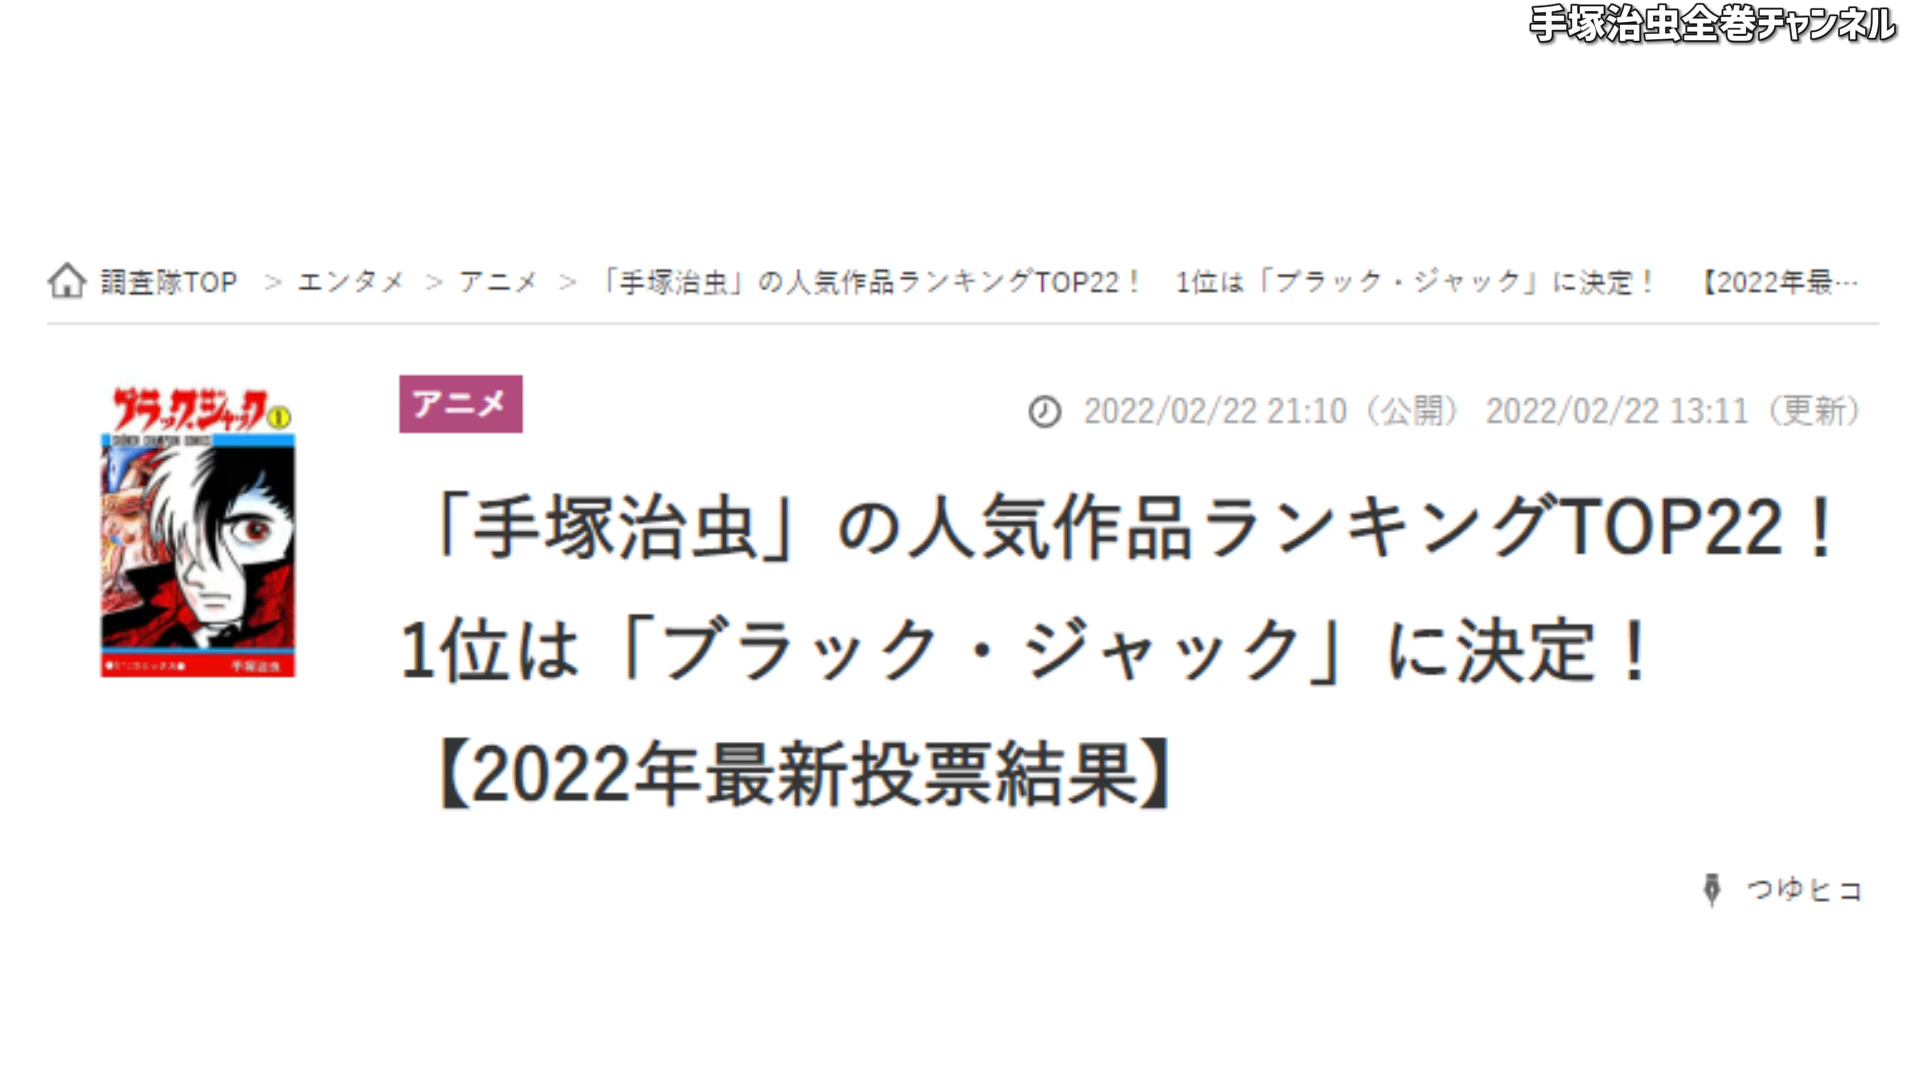 手塚治虫全巻チャンネル
調査隊TOP > エンタメ > アニメ > 「手塚治虫」の人気作品ランキングTOP22！ 1位は「ブラック・ジャック」に決定！ 【2022年最…
ブラック・ジャック①
アニメ
2022/02/22 21:10（公開） 2022/02/22 13:11（更新）
「手塚治虫」の人気作品ランキングTOP22！
1位は「ブラック・ジャック」に決定！
【2022年最新投票結果】
手塚治虫
つゆヒコ